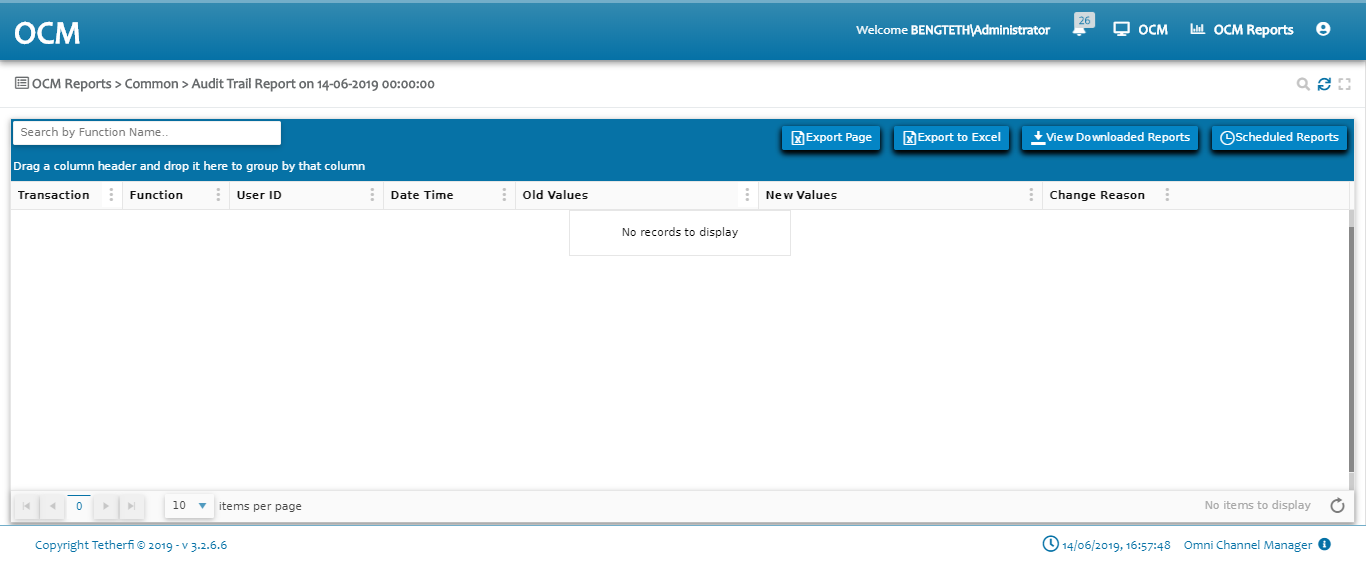 OCM
Welcome BENGTETH\Administrator
26
OCM
OCM Reports
OCM Reports > Common > Audit Trail Report on 14-06-2019 00:00:00
Search by Function Name..
Export Page
Export to Excel
View Downloaded Reports
Scheduled Reports
Drag a column header and drop it here to group by that column
Transaction
Function
User ID
Date Time
Old Values
New Values
Change Reason
No records to display
0
10
items per page
No items to display
Copyright Tetherfi © 2019 - v 3.2.6.6
14/06/2019, 16:57:48
Omni Channel Manager